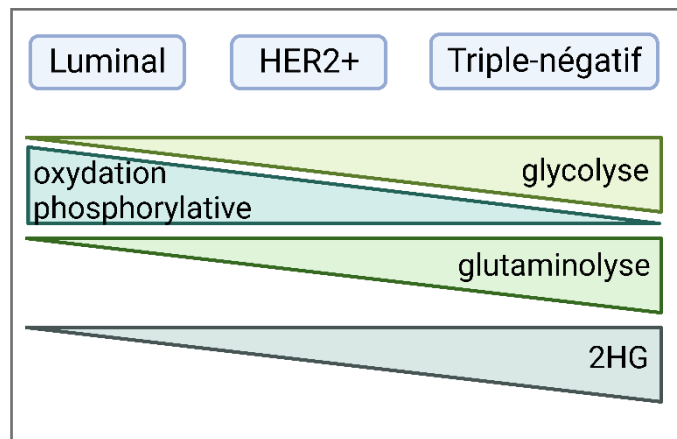 Luminal
HER2+
Triple-négatif
glycolyse
oxydation
phosphorylative
glutaminolyse
2HG